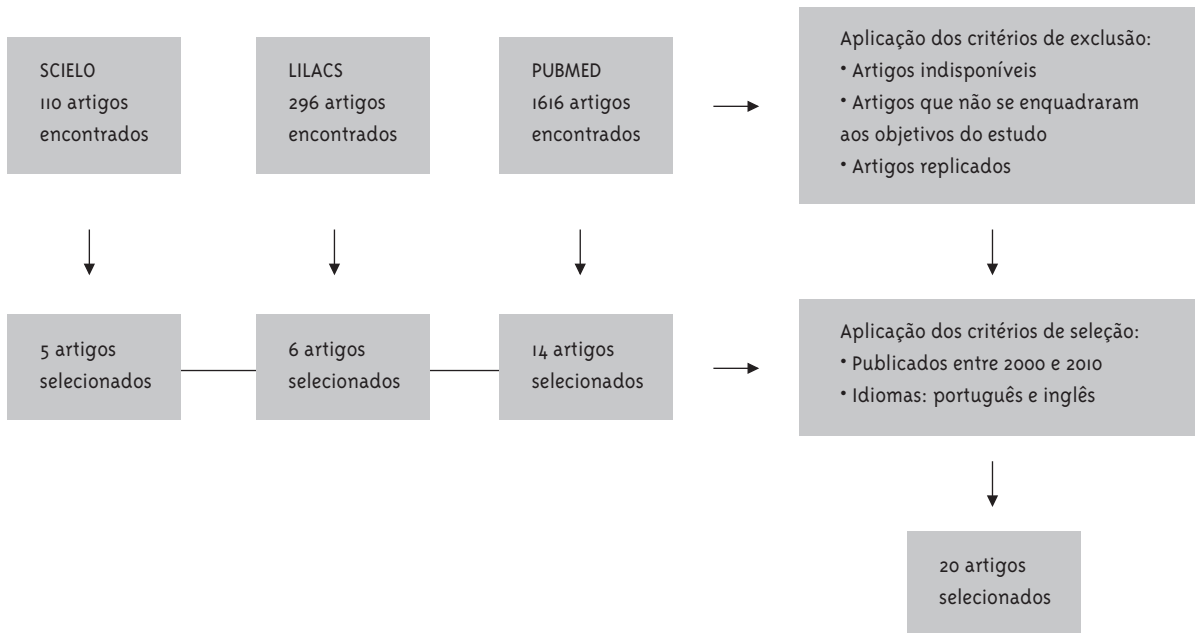 SCIELO
110 artigos
encontrados
LILACS
296 artigos
encontrados
PUBMED
1616 artigos
encontrados
Aplicação dos critérios de exclusão:
• Artigos indisponíveis
• Artigos que não se enquadraram
aos objetivos do estudo
• Artigos replicados
5 artigos
selecionados
6 artigos
selecionados
14 artigos
selecionados
Aplicação dos critérios de seleção:
• Publicados entre 2000 e 2010
• Idiomas: português e inglês
20 artigos
selecionados